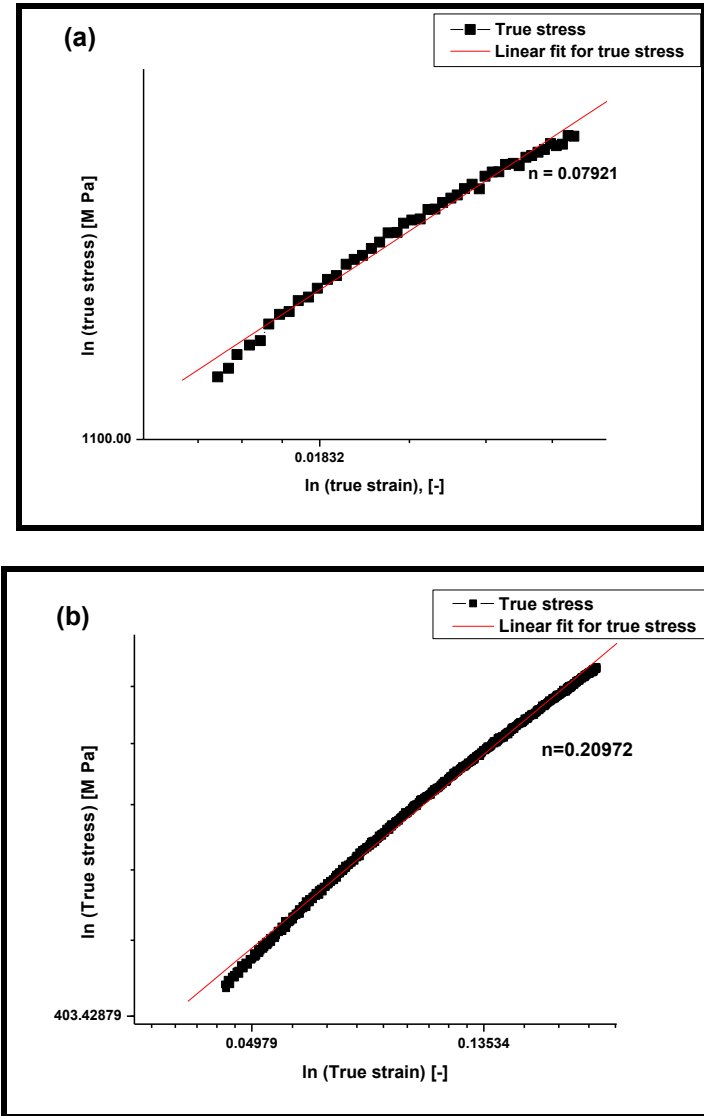 (a)
True stress
Linear fit for true stress
n = 0.07921
ln (true stress) [M Pa]
1100.00
0.01832
ln (true strain), [-]
(b)
True stress
Linear fit for true stress
n=0.20972
ln (True stress) [M Pa]
403.42879
0.04979
0.13534
ln (True strain) [-]